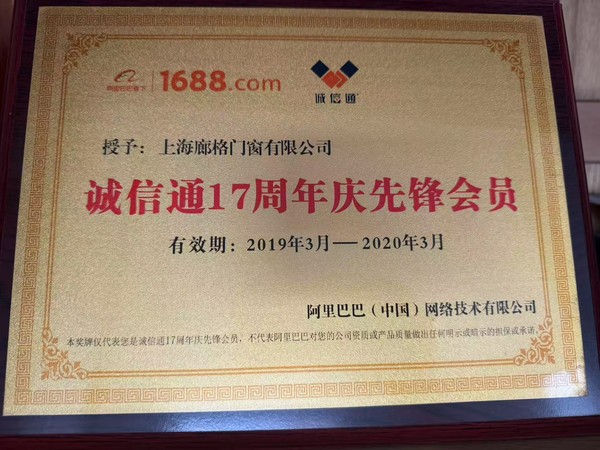 阿里巴巴旗下 1688.com 诚信通
授予：上海廊格门窗有限公司
诚信通17周年庆先锋会员
有效期：2019年3月——2020年3月
阿里巴巴（中国）网络技术有限公司
本奖牌仅代表您是诚信通17周年庆先锋会员，不代表阿里巴巴对您的公司资质或产品质量做出任何明示或暗示的担保或承诺。